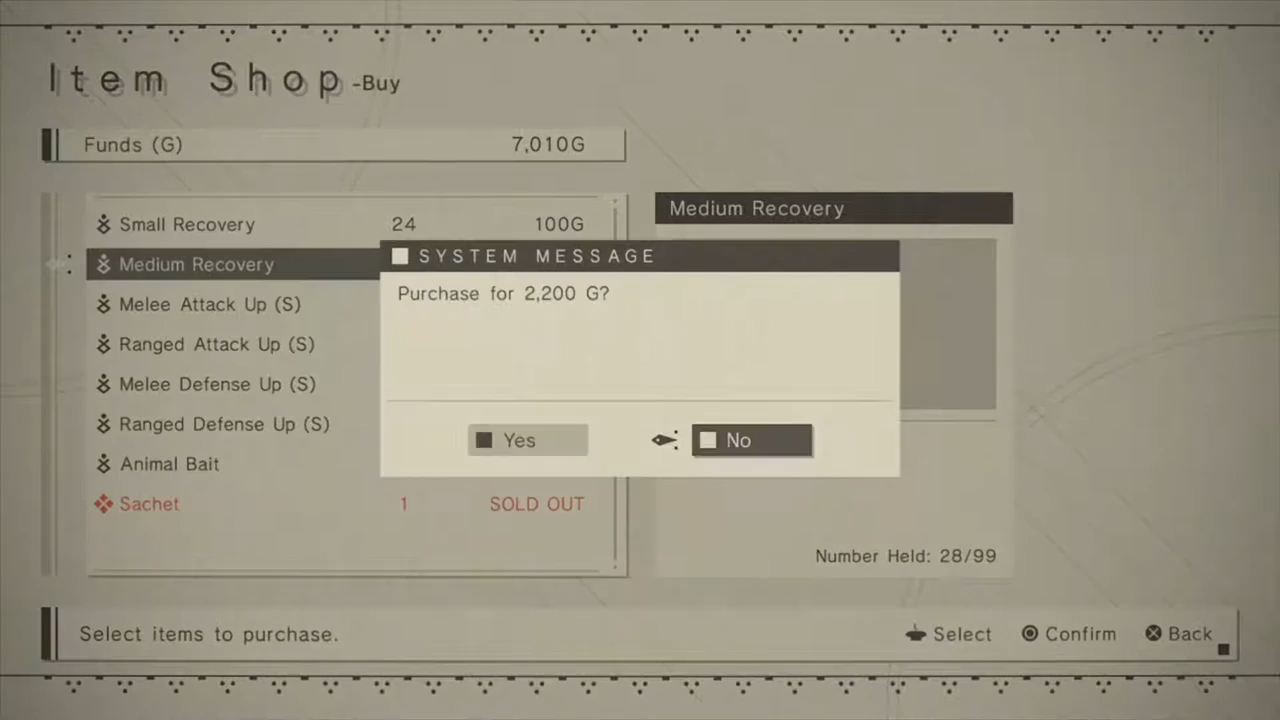 Item Shop -Buy
Funds (G) 7,010G
Small Recovery 24 100G
Medium Recovery
Melee Attack Up (S)
Ranged Attack Up (S)
Melee Defense Up (S)
Ranged Defense Up (S)
Animal Bait
Sachet 1 SOLD OUT
SYSTEM MESSAGE
Purchase for 2,200 G?
Yes
No
Medium Recovery
Number Held: 28/99
Select items to purchase.
Select Confirm Back